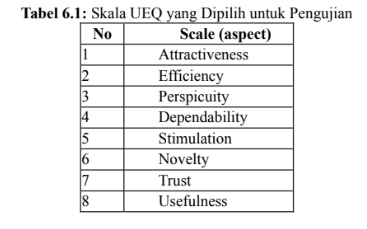 Tabel 6.1: Skala UEQ yang Dipilih untuk Pengujian
No Scale (aspect)
1 Attractiveness
2 Efficiency
3 Perspicuity
4 Dependability
5 Stimulation
6 Novelty
7 Trust
8 Usefulness